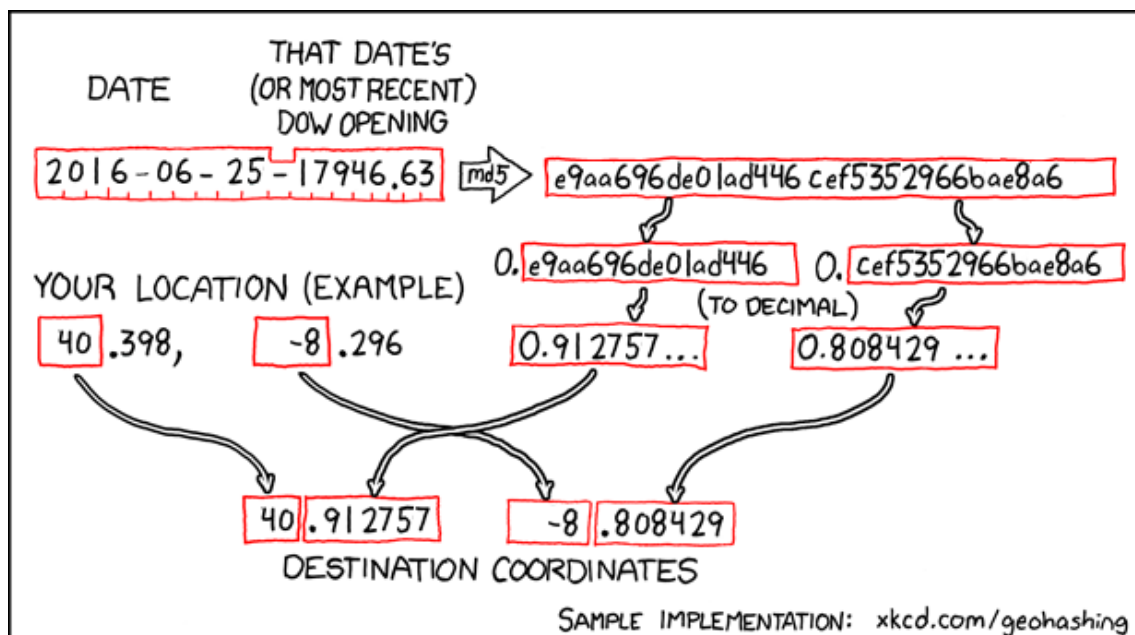 THAT DATE'S
DATE (OR MOST RECENT)
DOW OPENING
2016-06-25-17946.63 md5 e9aa696de01ad446cef5352966bae8a6
0.e9aa696de01ad446 0.cef5352966bae8a6
YOUR LOCATION (EXAMPLE) (TO DECIMAL)
40.398, -8.296 0.912757... 0.808429...
40.912757 -8.808429
DESTINATION COORDINATES
SAMPLE IMPLEMENTATION: xkcd.com/geohashing